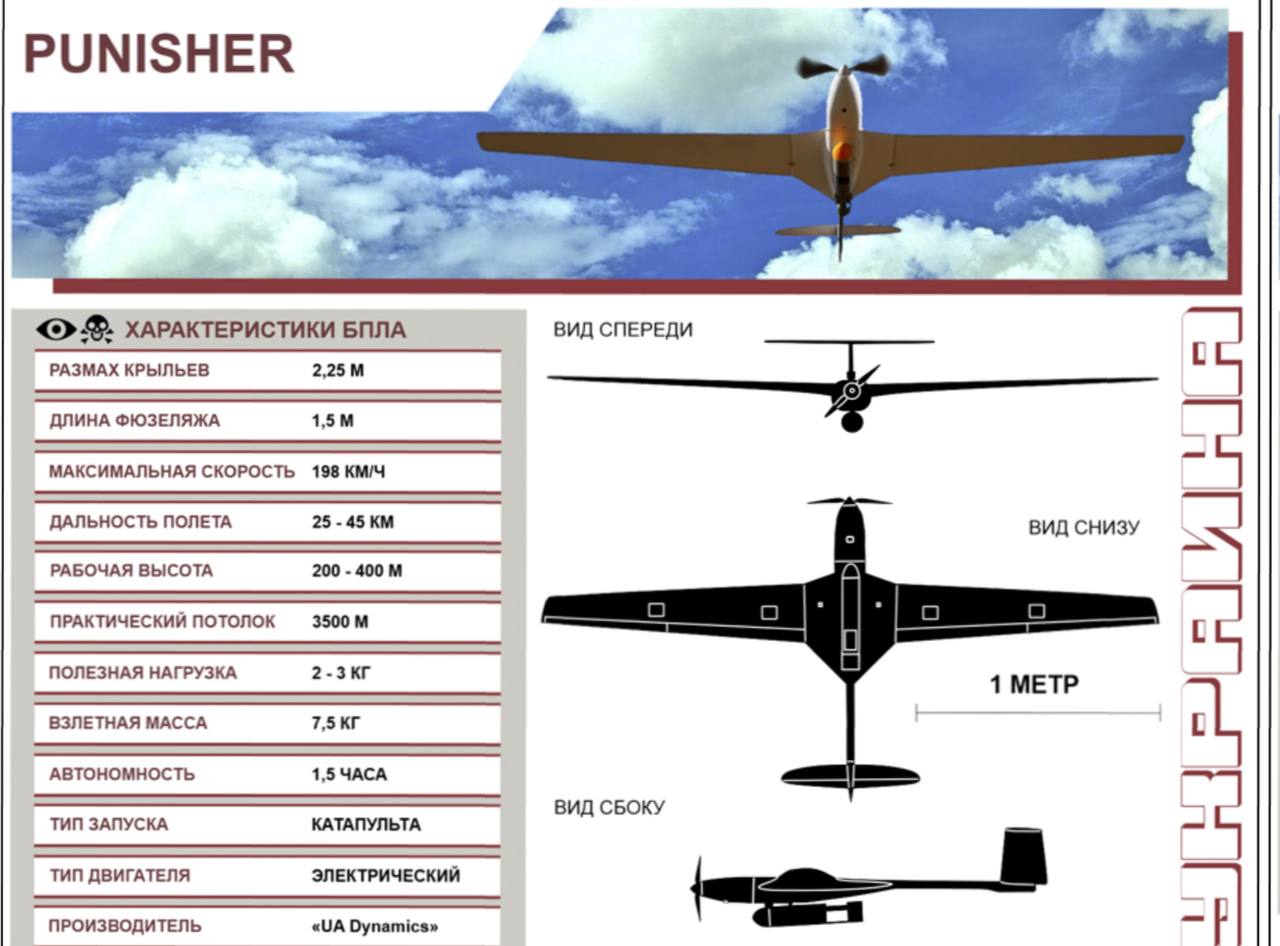 PUNISHER
ХАРАКТЕРИСТИКИ БПЛА
РАЗМАХ КРЫЛЬЕВ 2,25 М
ДЛИНА ФЮЗЕЛЯЖА 1,5 М
МАКСИМАЛЬНАЯ СКОРОСТЬ 198 КМ/Ч
ДАЛЬНОСТЬ ПОЛЕТА 25 - 45 КМ
РАБОЧАЯ ВЫСОТА 200 - 400 М
ПРАКТИЧЕСКИЙ ПОТОЛОК 3500 М
ПОЛЕЗНАЯ НАГРУЗКА 2 - 3 КГ
ВЗЛЕТНАЯ МАССА 7,5 КГ
АВТОНОМНОСТЬ 1,5 ЧАСА
ТИП ЗАПУСКА КАТАПУЛЬТА
ТИП ДВИГАТЕЛЯ ЭЛЕКТРИЧЕСКИЙ
ПРОИЗВОДИТЕЛЬ «UA Dynamics»
ВИД СПЕРЕДИ
ВИД СНИЗУ
1 МЕТР
ВИД СБОКУ
УКРАИНА